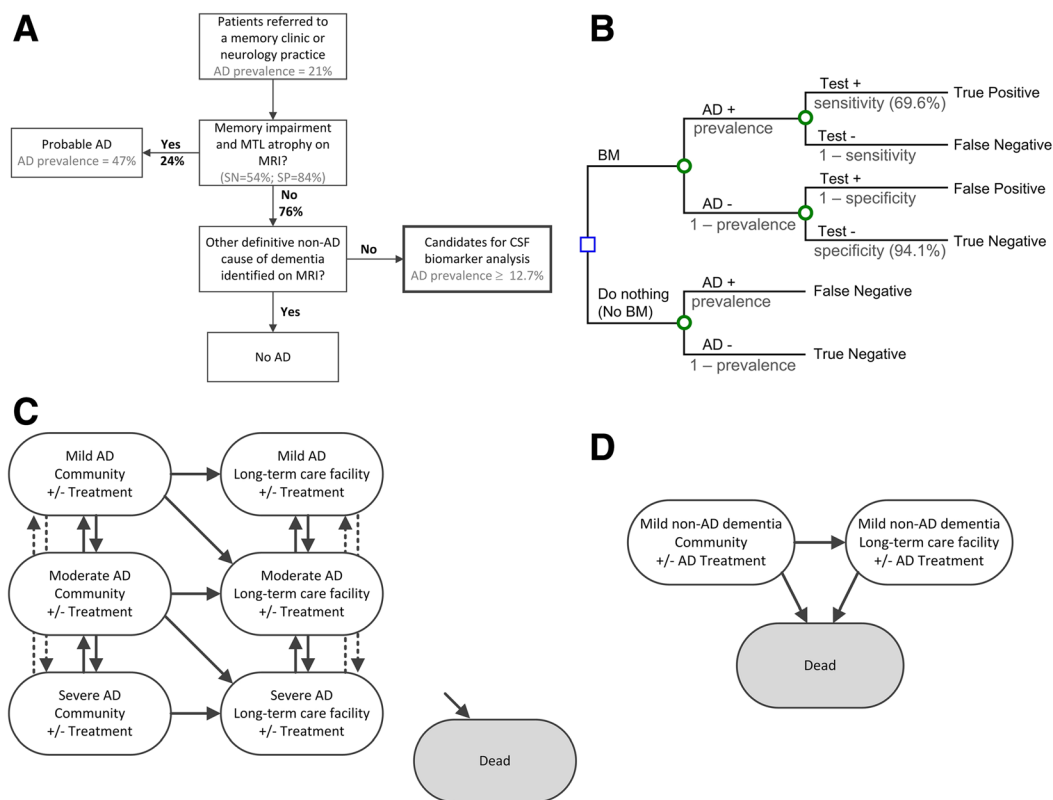 A
Patients referred to
a memory clinic or
neurology practice
AD prevalence = 21%
Memory impairment
and MTL atrophy on
MRI?
(SN=54%; SP=84%)
Yes
24%
Probable AD
AD prevalence = 47%
No
76%
Other definitive non-AD
cause of dementia
identified on MRI?
No
Candidates for CSF
biomarker analysis
AD prevalence ≥ 12.7%
Yes
No AD
B
BM
AD +
prevalence
Test +
sensitivity (69.6%)
True Positive
Test -
1 – sensitivity
False Negative
AD -
1 – prevalence
Test +
1 – specificity
False Positive
Test -
specificity (94.1%)
True Negative
Do nothing
(No BM)
AD +
prevalence
False Negative
AD -
1 – prevalence
True Negative
C
Mild AD
Community
+/- Treatment
Mild AD
Long-term care facility
+/- Treatment
Moderate AD
Community
+/- Treatment
Moderate AD
Long-term care facility
+/- Treatment
Severe AD
Community
+/- Treatment
Severe AD
Long-term care facility
+/- Treatment
Dead
D
Mild non-AD dementia
Community
+/- AD Treatment
Mild non-AD dementia
Long-term care facility
+/- AD Treatment
Dead